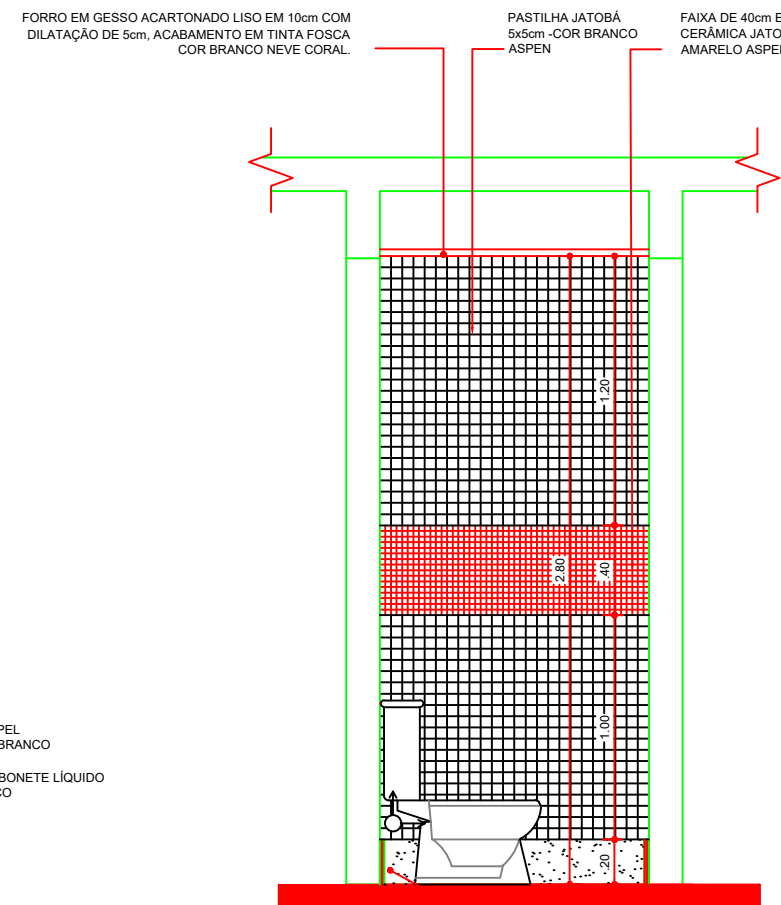 FORRO EM GESSO ACARTONADO LISO EM 10cm COM
DILATAÇÃO DE 5cm, ACABAMENTO EM TINTA FOSCA
COR BRANCO NEVE CORAL.
PASTILHA JATOBÁ
5x5cm -COR BRANCO
ASPEN
FAIXA DE 40cm E
CERÂMICA JATO
AMARELO ASPE
1.20
2.80
.40
1.00
.20
PEL
BRANCO
BONETE LÍQUIDO
CO